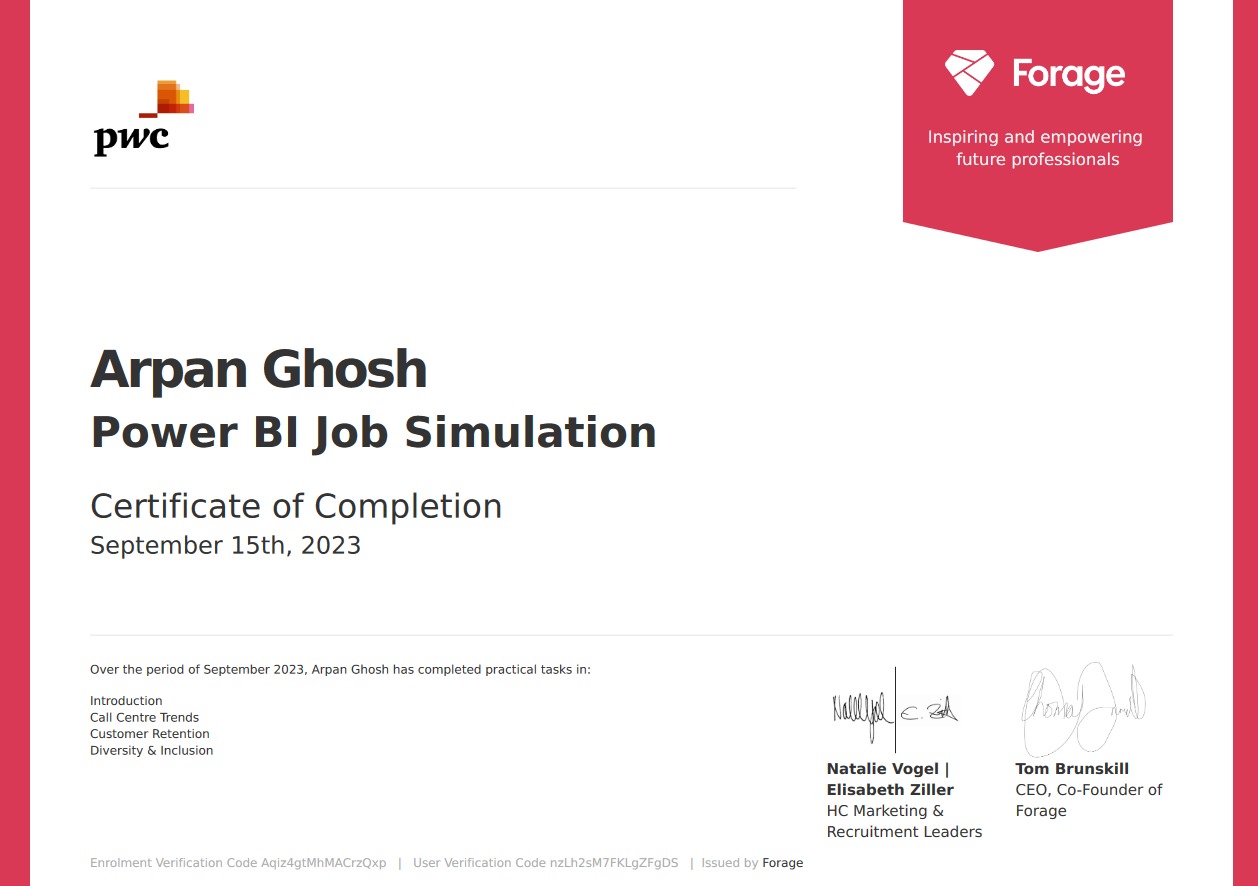 pwc
Forage
Inspiring and empowering
future professionals
Arpan Ghosh
Power BI Job Simulation
Certificate of Completion
September 15th, 2023
Over the period of September 2023, Arpan Ghosh has completed practical tasks in:
Introduction
Call Centre Trends
Customer Retention
Diversity & Inclusion
Natalie Vogel |
Elisabeth Ziller
HC Marketing &
Recruitment Leaders
Tom Brunskill
CEO, Co-Founder of
Forage
Enrolment Verification Code Aqiz4gtMhMACrzQxp | User Verification Code nzLh2sM7FKLgZFgDS | Issued by Forage